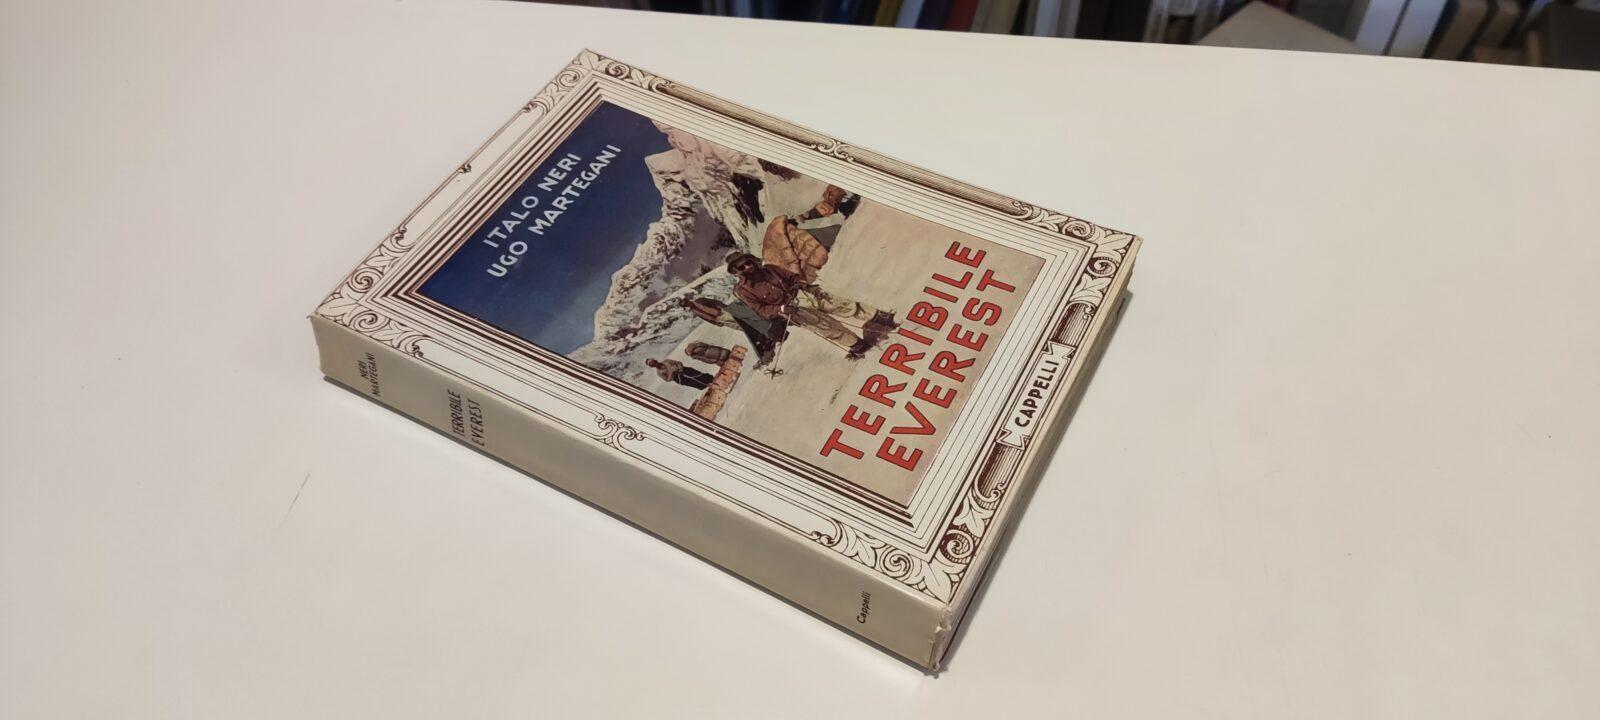 ITALO NERI
UGO MARTEGANI
TERRIBILE
EVEREST
CAPPELLI
NERI
MARTEGANI
TERRIBILE
EVEREST
Cappelli